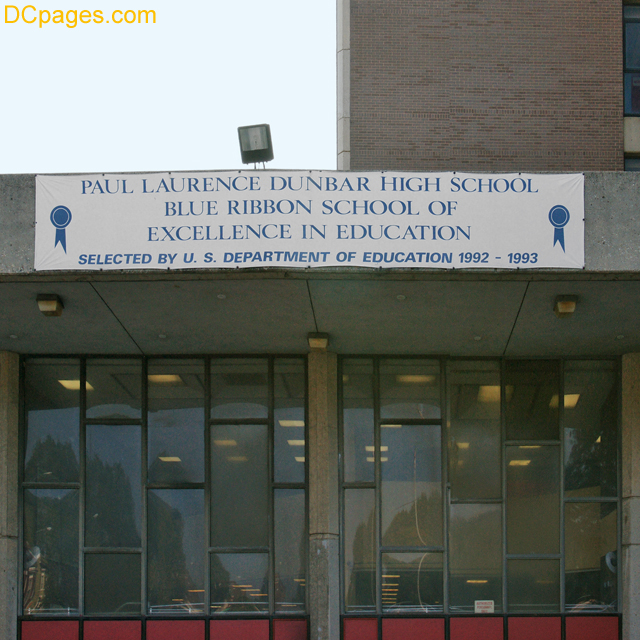 DCpages.com
PAUL LAURENCE DUNBAR HIGH SCHOOL
BLUE RIBBON SCHOOL OF
EXCELLENCE IN EDUCATION
SELECTED BY U. S. DEPARTMENT OF EDUCATION 1992 - 1993